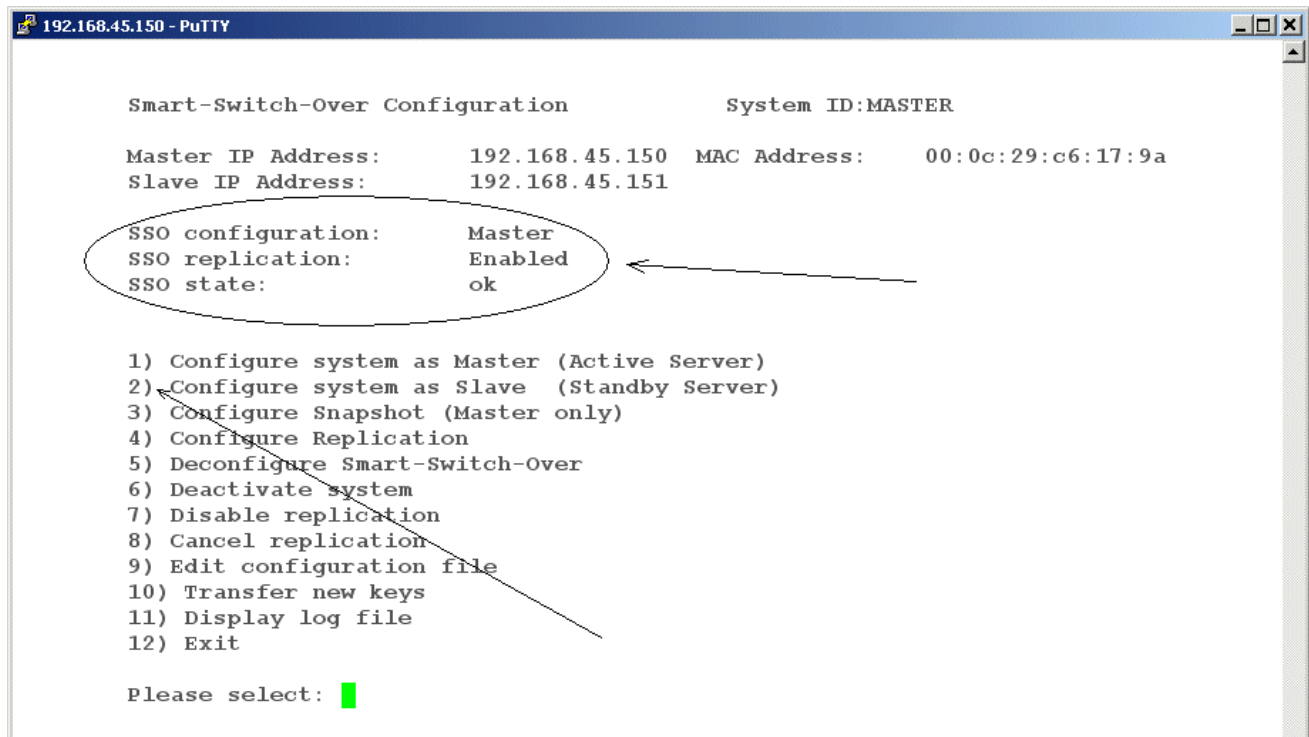 192.168.45.150 - PuTTY
Smart-Switch-Over Configuration System ID:MASTER
Master IP Address: 192.168.45.150 MAC Address: 00:0c:29:c6:17:9a
Slave IP Address: 192.168.45.151
SSO configuration: Master
SSO replication: Enabled
SSO state: ok
1) Configure system as Master (Active Server)
2) Configure system as Slave (Standby Server)
3) Configure Snapshot (Master only)
4) Configure Replication
5) Deconfigure Smart-Switch-Over
6) Deactivate system
7) Disable replication
8) Cancel replication
9) Edit configuration file
10) Transfer new keys
11) Display log file
12) Exit
Please select: